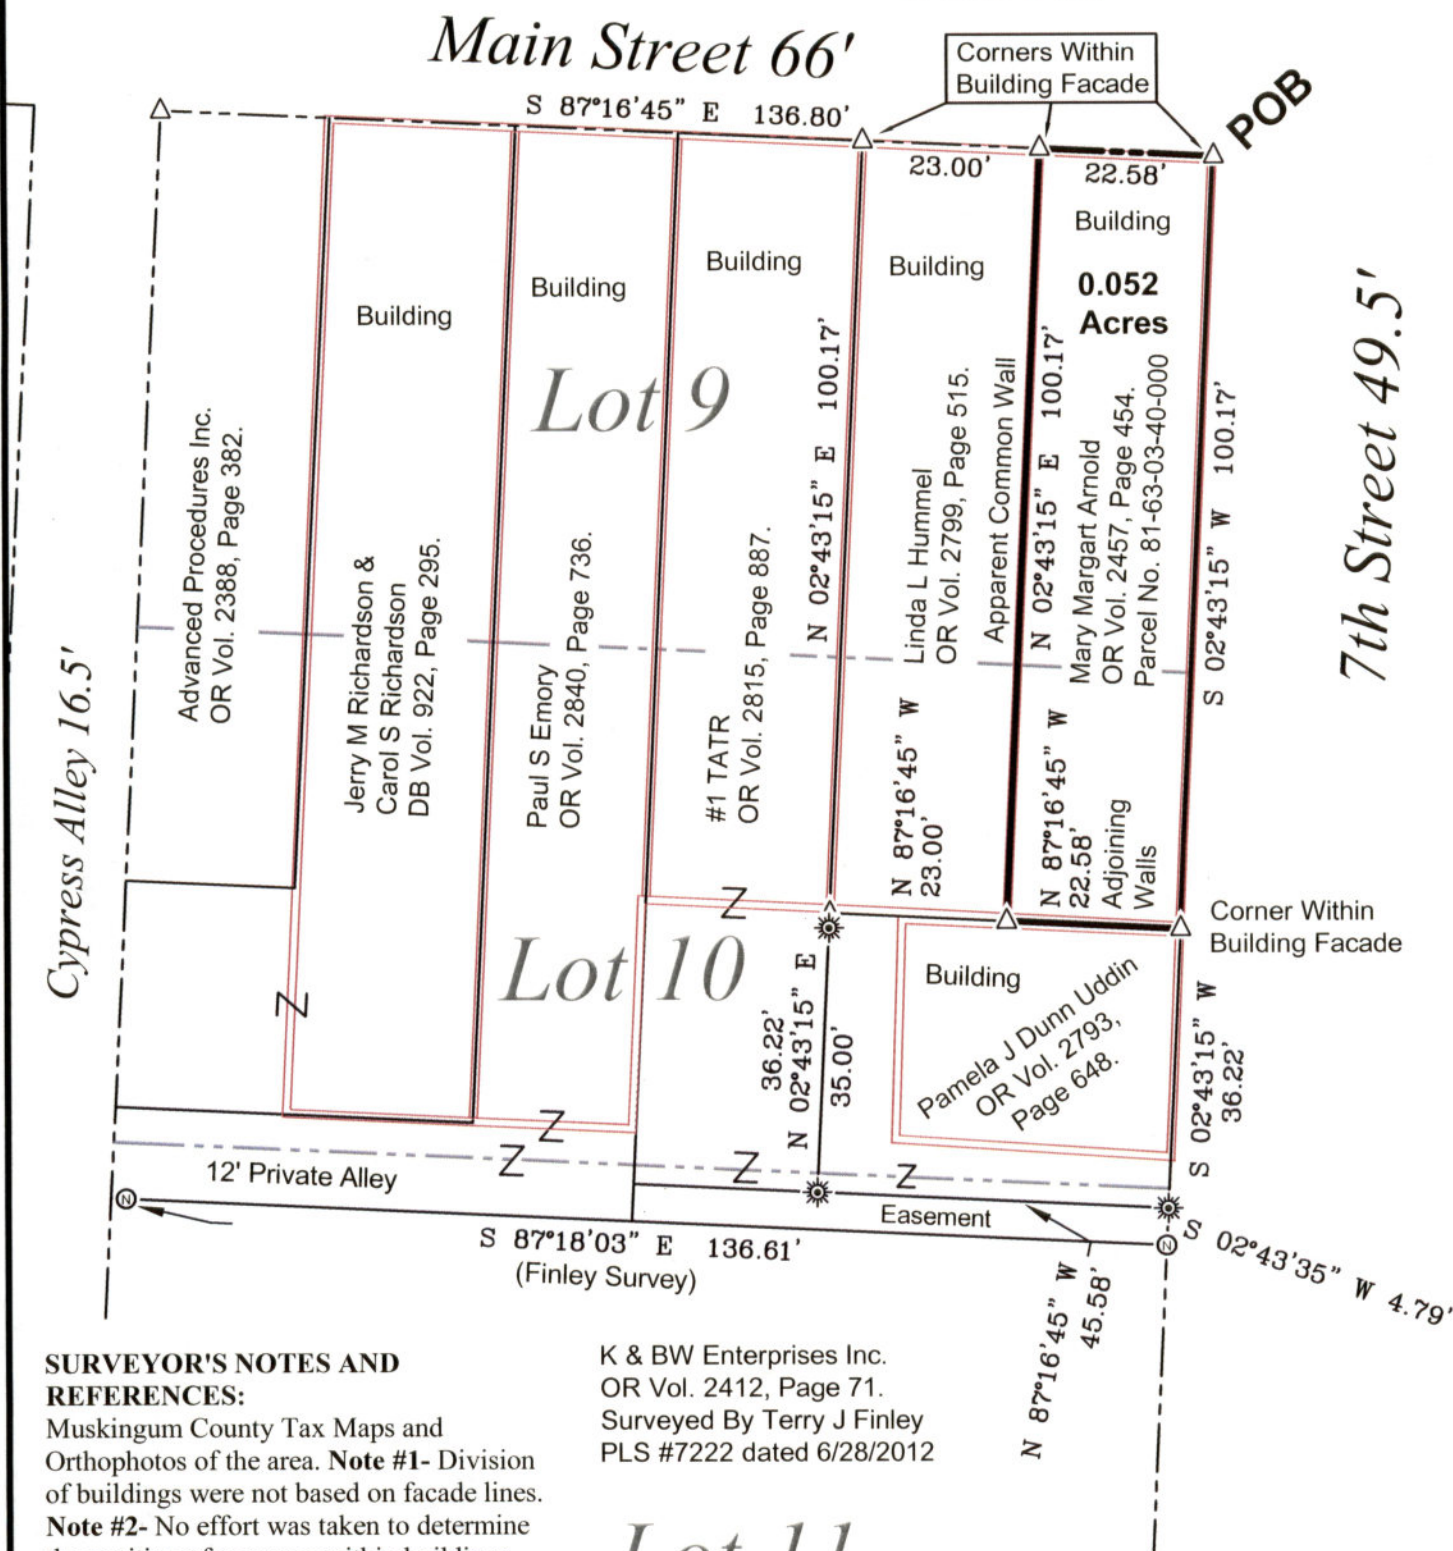 Main Street 66'
Corners Within
Building Facade
POB
S 87°16'45" E 136.80'
23.00'
22.58'
Building
Building
Building
Building
Building
0.052
Acres
Lot 9
7th Street 49.5'
Cypress Alley 16.5'
Advanced Procedures Inc.
OR Vol. 2388, Page 382.
Jerry M Richardson &
Carol S Richardson
DB Vol. 922, Page 295.
Paul S Emory
OR Vol. 2840, Page 736.
#1 TATR
OR Vol. 2815, Page 887.
N 02°43'15" E 100.17'
Linda L Hummel
OR Vol. 2799, Page 515.
Apparent Common Wall
N 02°43'15" E 100.17'
Mary Margart Arnold
OR Vol. 2457, Page 454.
Parcel No. 81-63-03-40-000
S 02°43'15" W 100.17'
N 87°16'45" W
23.00'
N 87°16'45" W
22.58'
Adjoining
Walls
Corner Within
Building Facade
Z
Lot 10
Z
Building
Pamela J Dunn Uddin
OR Vol. 2793,
Page 648.
36.22'
N 02°43'15" E
35.00'
S 02°43'15" W
36.22'
Z
Z
Z
Z
12' Private Alley
N
Easement
N
S 87°18'03" E 136.61'
(Finley Survey)
S 02°43'35" W 4.79'
N 87°16'45" W
45.58'
SURVEYOR'S NOTES AND
REFERENCES:
Muskingum County Tax Maps and
Orthophotos of the area. Note #1- Division
of buildings were not based on facade lines.
Note #2- No effort was taken to determine
K & BW Enterprises Inc.
OR Vol. 2412, Page 71.
Surveyed By Terry J Finley
PLS #7222 dated 6/28/2012
Lot 11